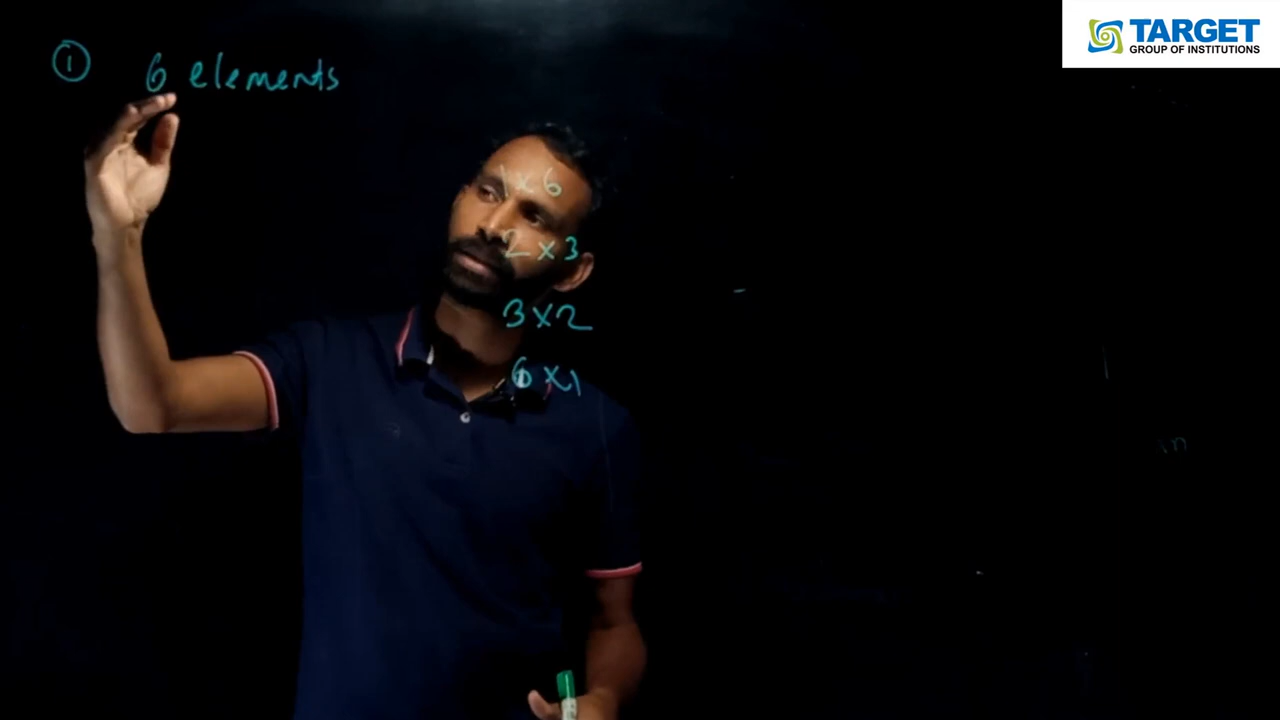 TARGET
GROUP OF INSTITUTIONS
① 6 elements
1 × 6
2 × 3
3 × 2
6 × 1